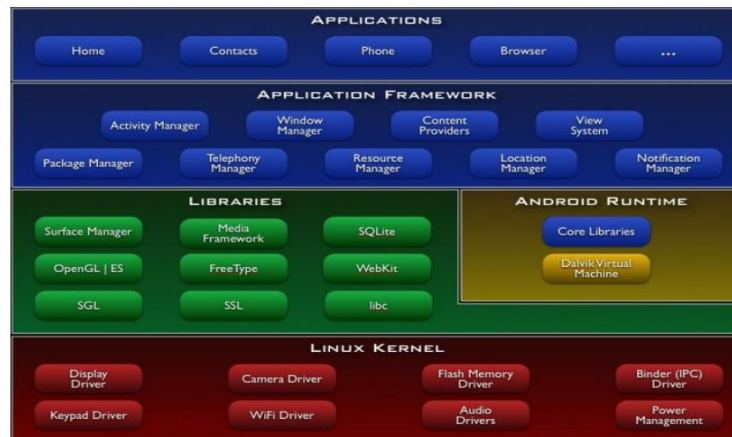 APPLICATIONS
Home
Contacts
Phone
Browser
...
APPLICATION FRAMEWORK
Activity Manager
Window
Manager
Content
Providers
View
System
Package Manager
Telephony
Manager
Resource
Manager
Location
Manager
Notification
Manager
LIBRARIES
Surface Manager
Media
Framework
SQLite
OpenGL | ES
FreeType
WebKit
SGL
SSL
libc
ANDROID RUNTIME
Core Libraries
Dalvik Virtual
Machine
LINUX KERNEL
Display
Driver
Camera Driver
Flash Memory
Driver
Binder (IPC)
Driver
Keypad Driver
WiFi Driver
Audio
Drivers
Power
Management